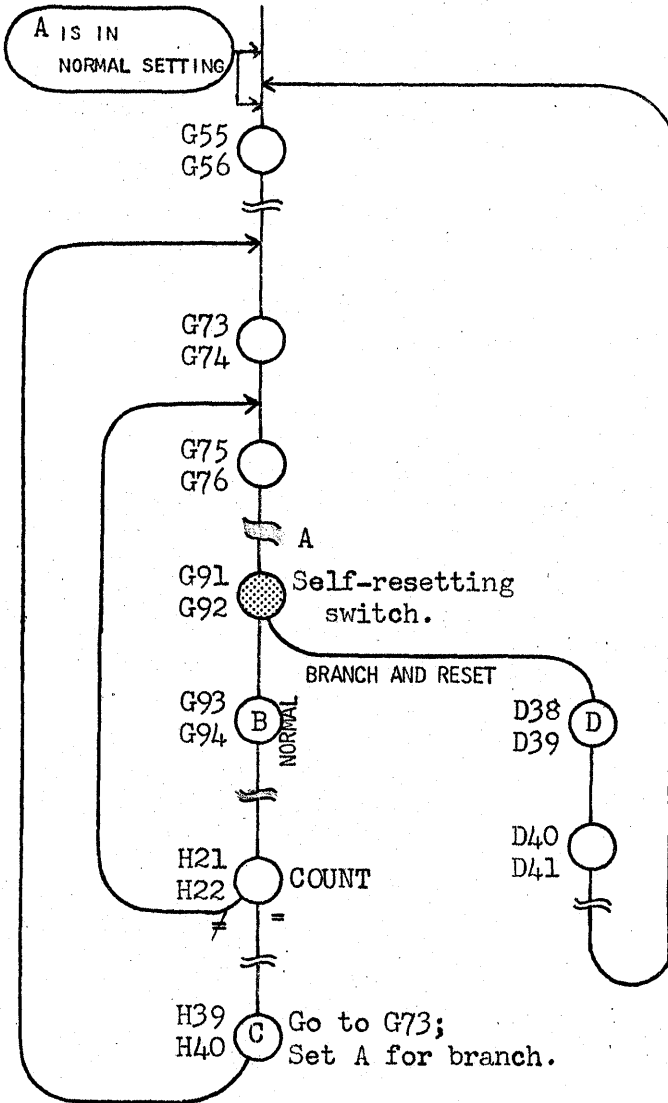 A IS IN
NORMAL SETTING
G55
G56
G73
G74
G75
G76
A
G91
G92
Self-resetting
switch.
BRANCH AND RESET
G93
G94
B
NORMAL
D38
D39
D
D40
D41
H21
H22
COUNT
≠
=
H39
H40
C
Go to G73;
Set A for branch.